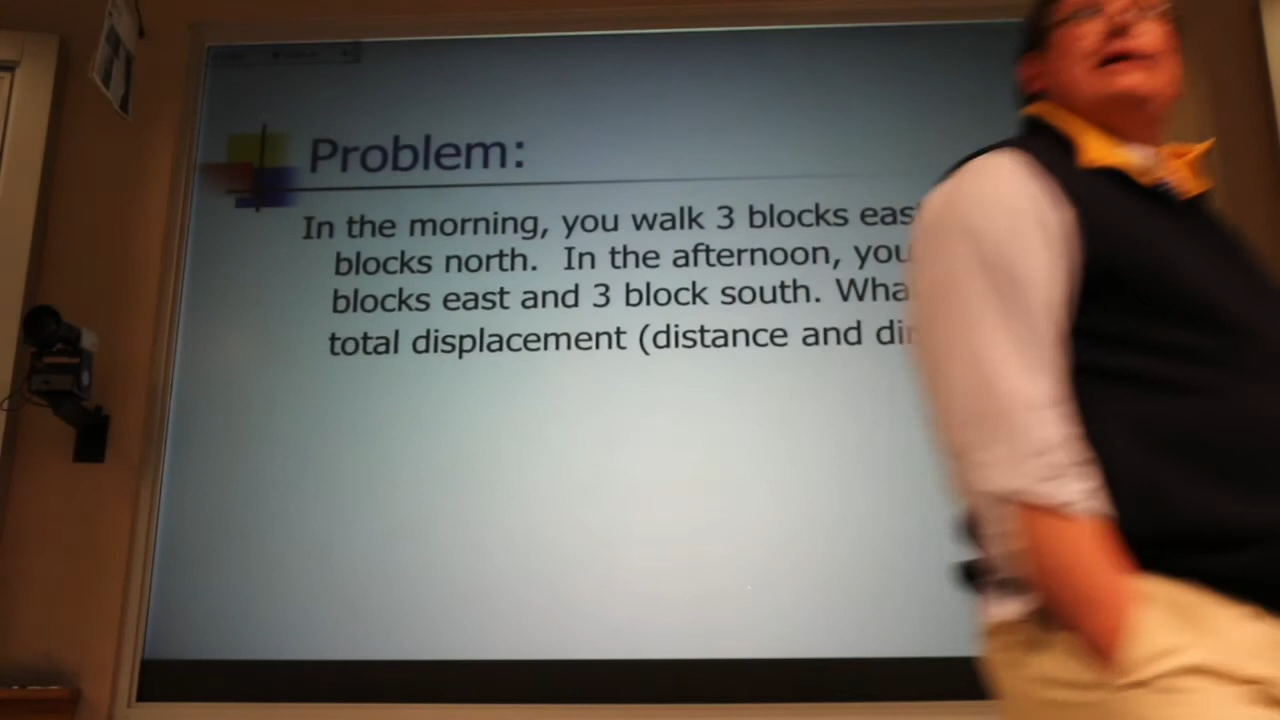 Problem:
In the morning, you walk 3 blocks eas
blocks north. In the afternoon, you
blocks east and 3 block south. Wha
total displacement (distance and dir